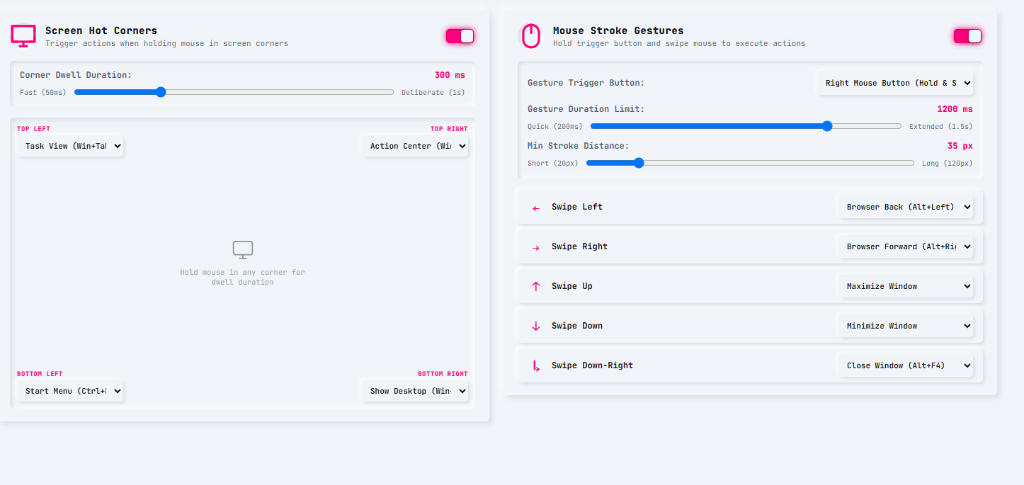 Screen Hot Corners
Trigger actions when holding mouse in screen corners
Corner Dwell Duration: 300 ms
Fast (50ms) Deliberate (1s)
TOP LEFT TOP RIGHT
Task View (Win+Ta Action Center (Wi
Hold mouse in any corner for
dwell duration
BOTTOM LEFT BOTTOM RIGHT
Start Menu (Ctrl+ Show Desktop (Win
Mouse Stroke Gestures
Hold trigger button and swipe mouse to execute actions
Gesture Trigger Button: Right Mouse Button (Hold & S
Gesture Duration Limit: 1200 ms
Quick (200ms) Extended (1.5s)
Min Stroke Distance: 35 px
Short (20px) Long (120px)
← Swipe Left Browser Back (Alt+Left)
→ Swipe Right Browser Forward (Alt+Ri
↑ Swipe Up Maximize Window
↓ Swipe Down Minimize Window
Swipe Down-Right Close Window (Alt+F4)